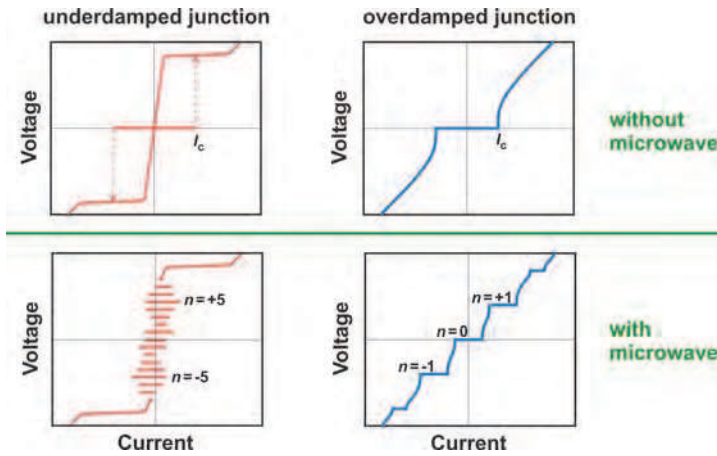 underdamped junction
overdamped junction
Voltage
Ic
Voltage
Ic
without
microwave
Voltage
n=+5
n=-5
Current
Voltage
n=+1
n=0
n=-1
Current
with
microwave